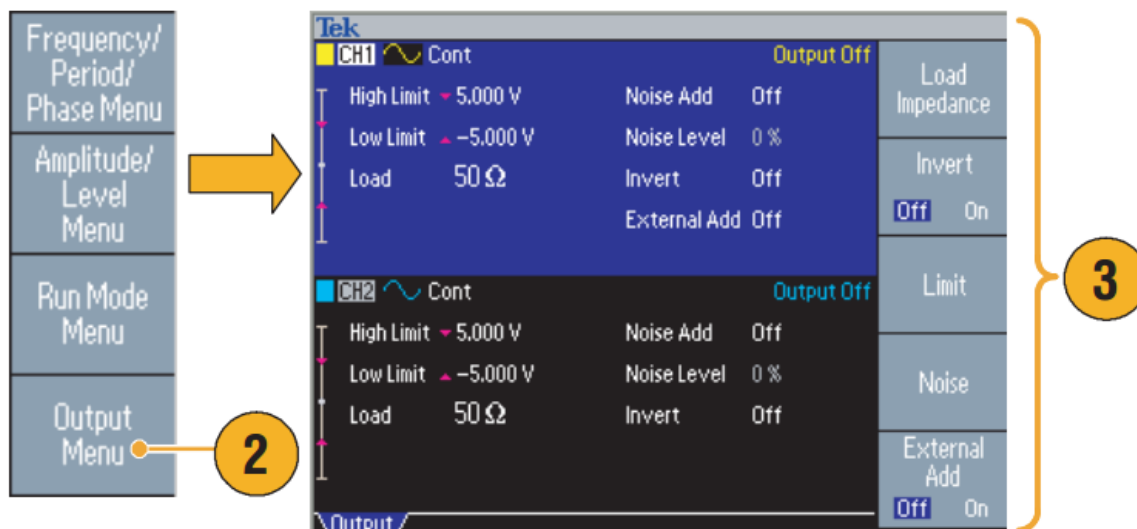 Frequency/
Period/
Phase Menu
Amplitude/
Level
Menu
Run Mode
Menu
Output
Menu
2
Tek
CH1 Cont Output Off
High Limit 5.000 V Noise Add Off
Low Limit -5.000 V Noise Level 0 %
Load 50 Ω Invert Off
External Add Off
CH2 Cont Output Off
High Limit 5.000 V Noise Add Off
Low Limit -5.000 V Noise Level 0 %
Load 50 Ω Invert Off
Output
Load
Impedance
Invert
Off On
Limit
Noise
External
Add
Off On
3